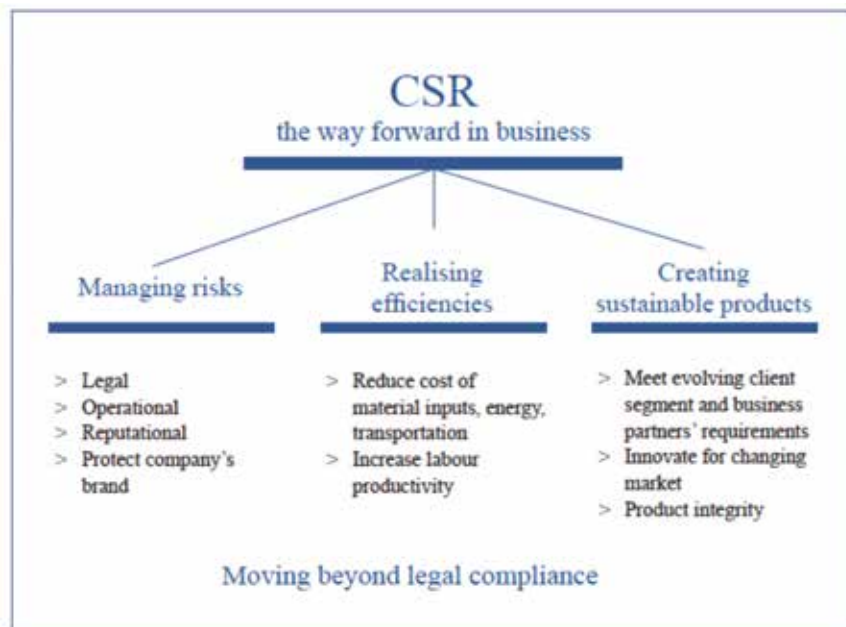 CSR
the way forward in business
Managing risks
> Legal
> Operational
> Reputational
> Protect company's
brand
Realising
efficiencies
> Reduce cost of
material inputs, energy,
transportation
> Increase labour
productivity
Creating
sustainable products
> Meet evolving client
segment and business
partners' requirements
> Innovate for changing
market
> Product integrity
Moving beyond legal compliance